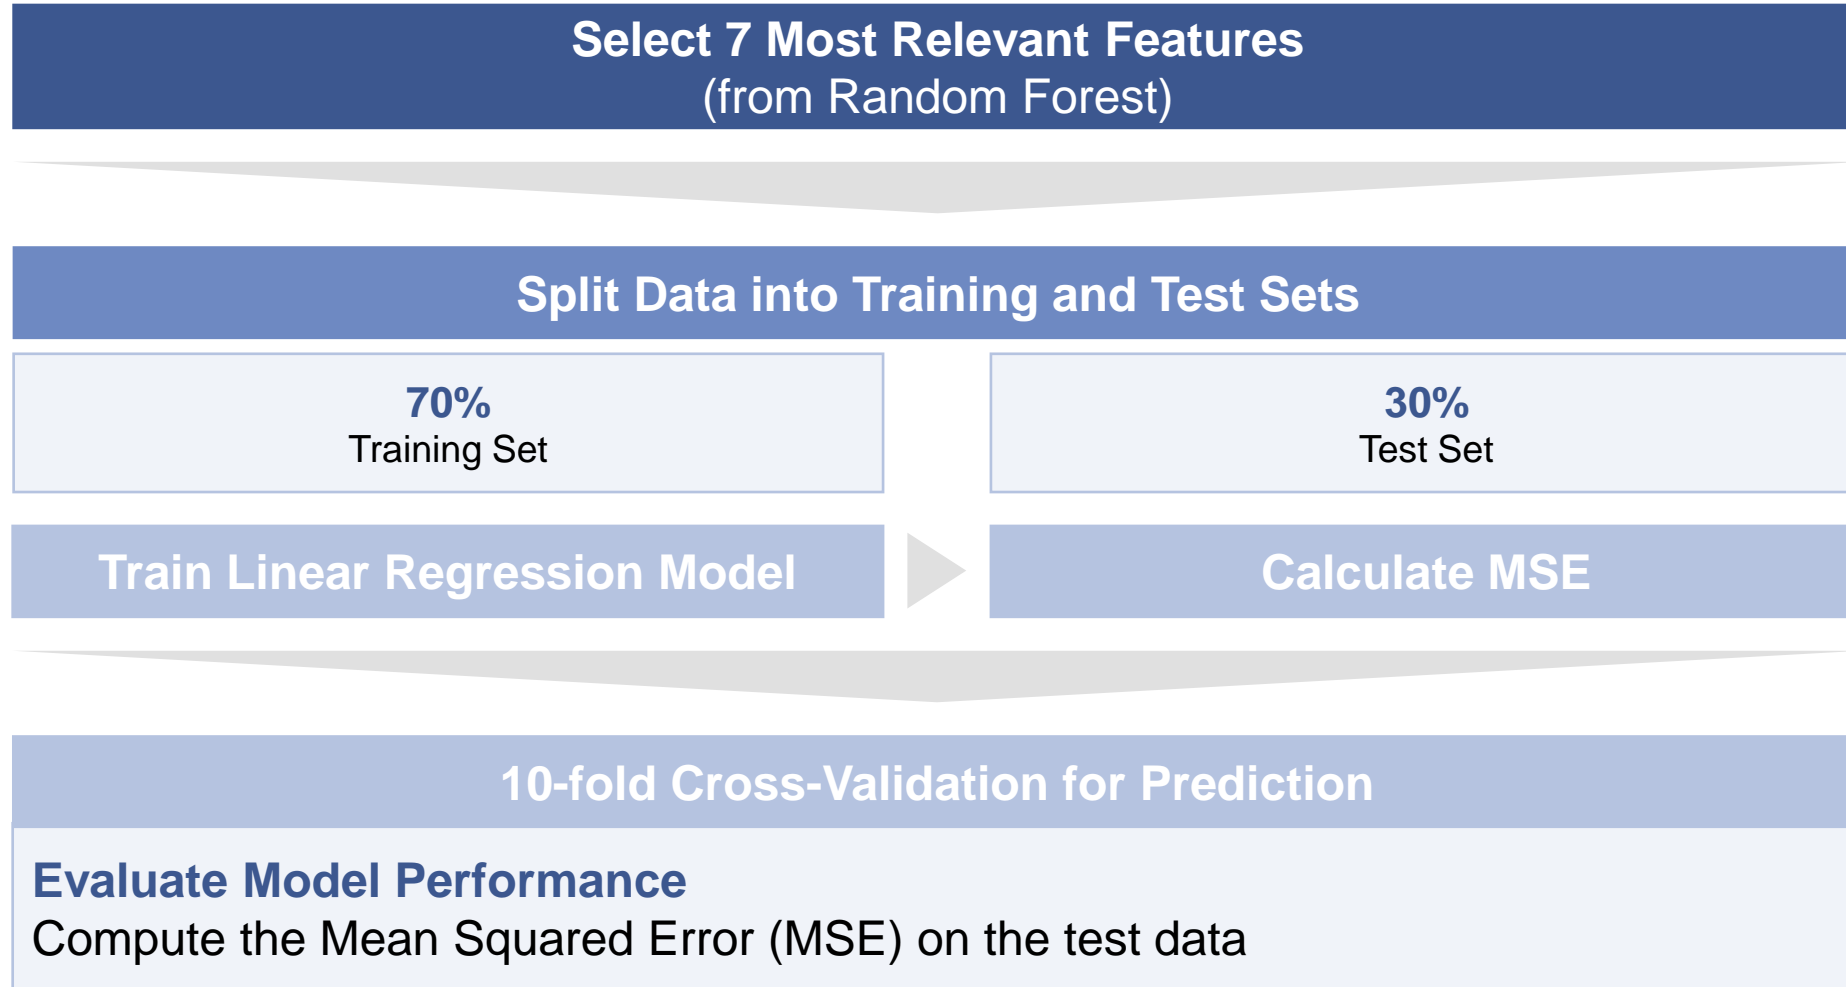 Select 7 Most Relevant Features
(from Random Forest)
Split Data into Training and Test Sets
70%
Training Set
30%
Test Set
Train Linear Regression Model
Calculate MSE
10-fold Cross-Validation for Prediction
Evaluate Model Performance
Compute the Mean Squared Error (MSE) on the test data